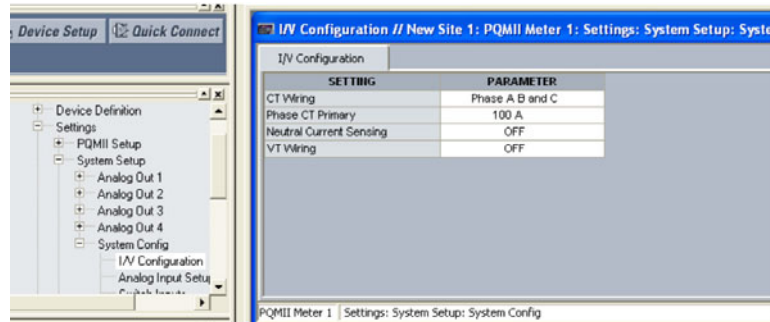 Device Setup Quick Connect
I/V Configuration // New Site 1: PQMII Meter 1: Settings: System Setup: Syste
I/V Configuration
SETTING PARAMETER
CT Wiring Phase A B and C
Phase CT Primary 100 A
Neutral Current Sensing OFF
VT Wiring OFF
Device Definition
Settings
PQMII Setup
System Setup
Analog Out 1
Analog Out 2
Analog Out 3
Analog Out 4
System Config
I/V Configuration
Analog Input Setup
PQMII Meter 1 Settings: System Setup: System Config